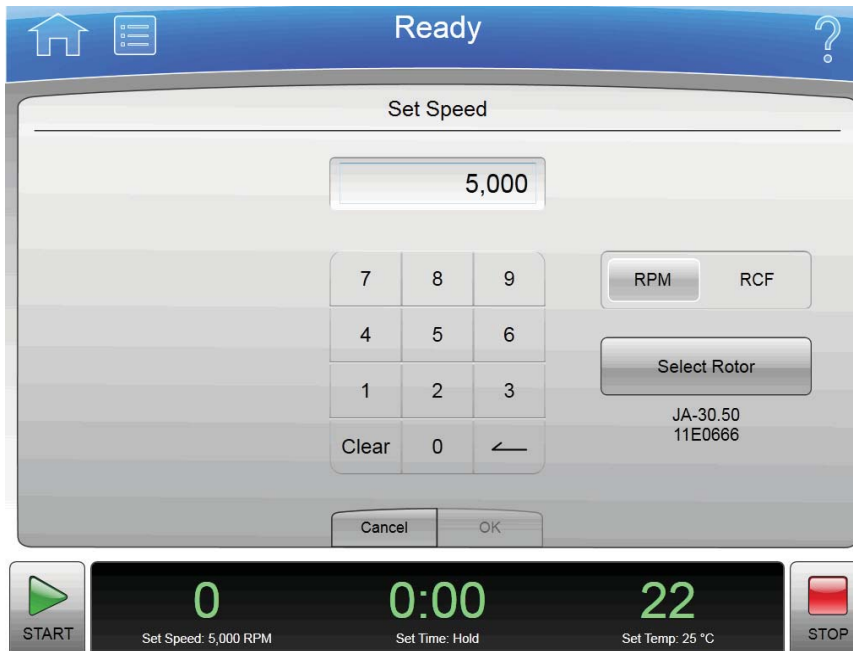 Ready
?
Set Speed
5,000
7 8 9
RPM RCF
4 5 6
Select Rotor
1 2 3
JA-30.50
11E0666
Clear 0
Cancel OK
0 0:00 22
START Set Speed: 5,000 RPM Set Time: Hold Set Temp: 25 °C STOP